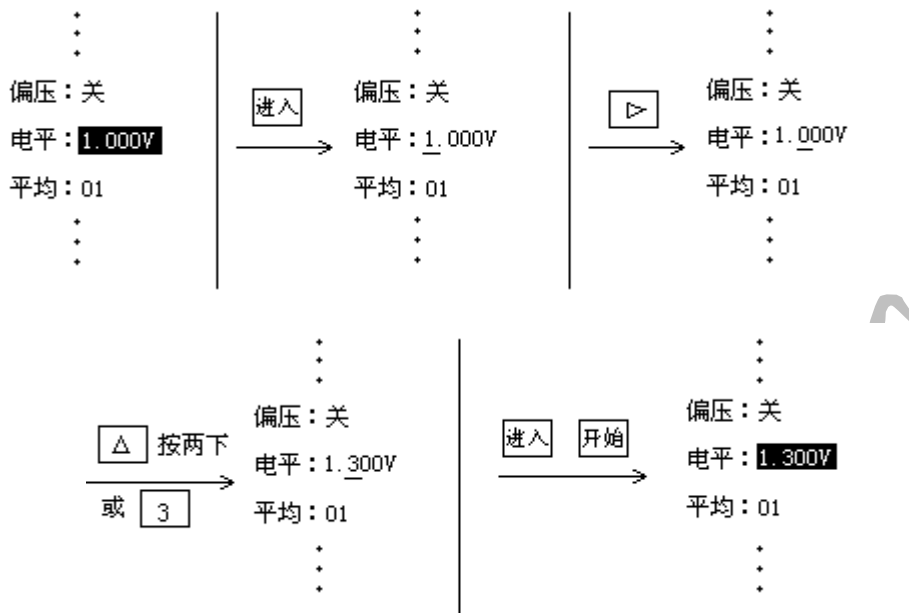 偏压：关
电平：1.000V
平均：01
进入
偏压：关
电平：1.000V
平均：01
▷
偏压：关
电平：1.000V
平均：01
△ 按两下
或 3
偏压：关
电平：1.300V
平均：01
进入 开始
偏压：关
电平：1.300V
平均：01